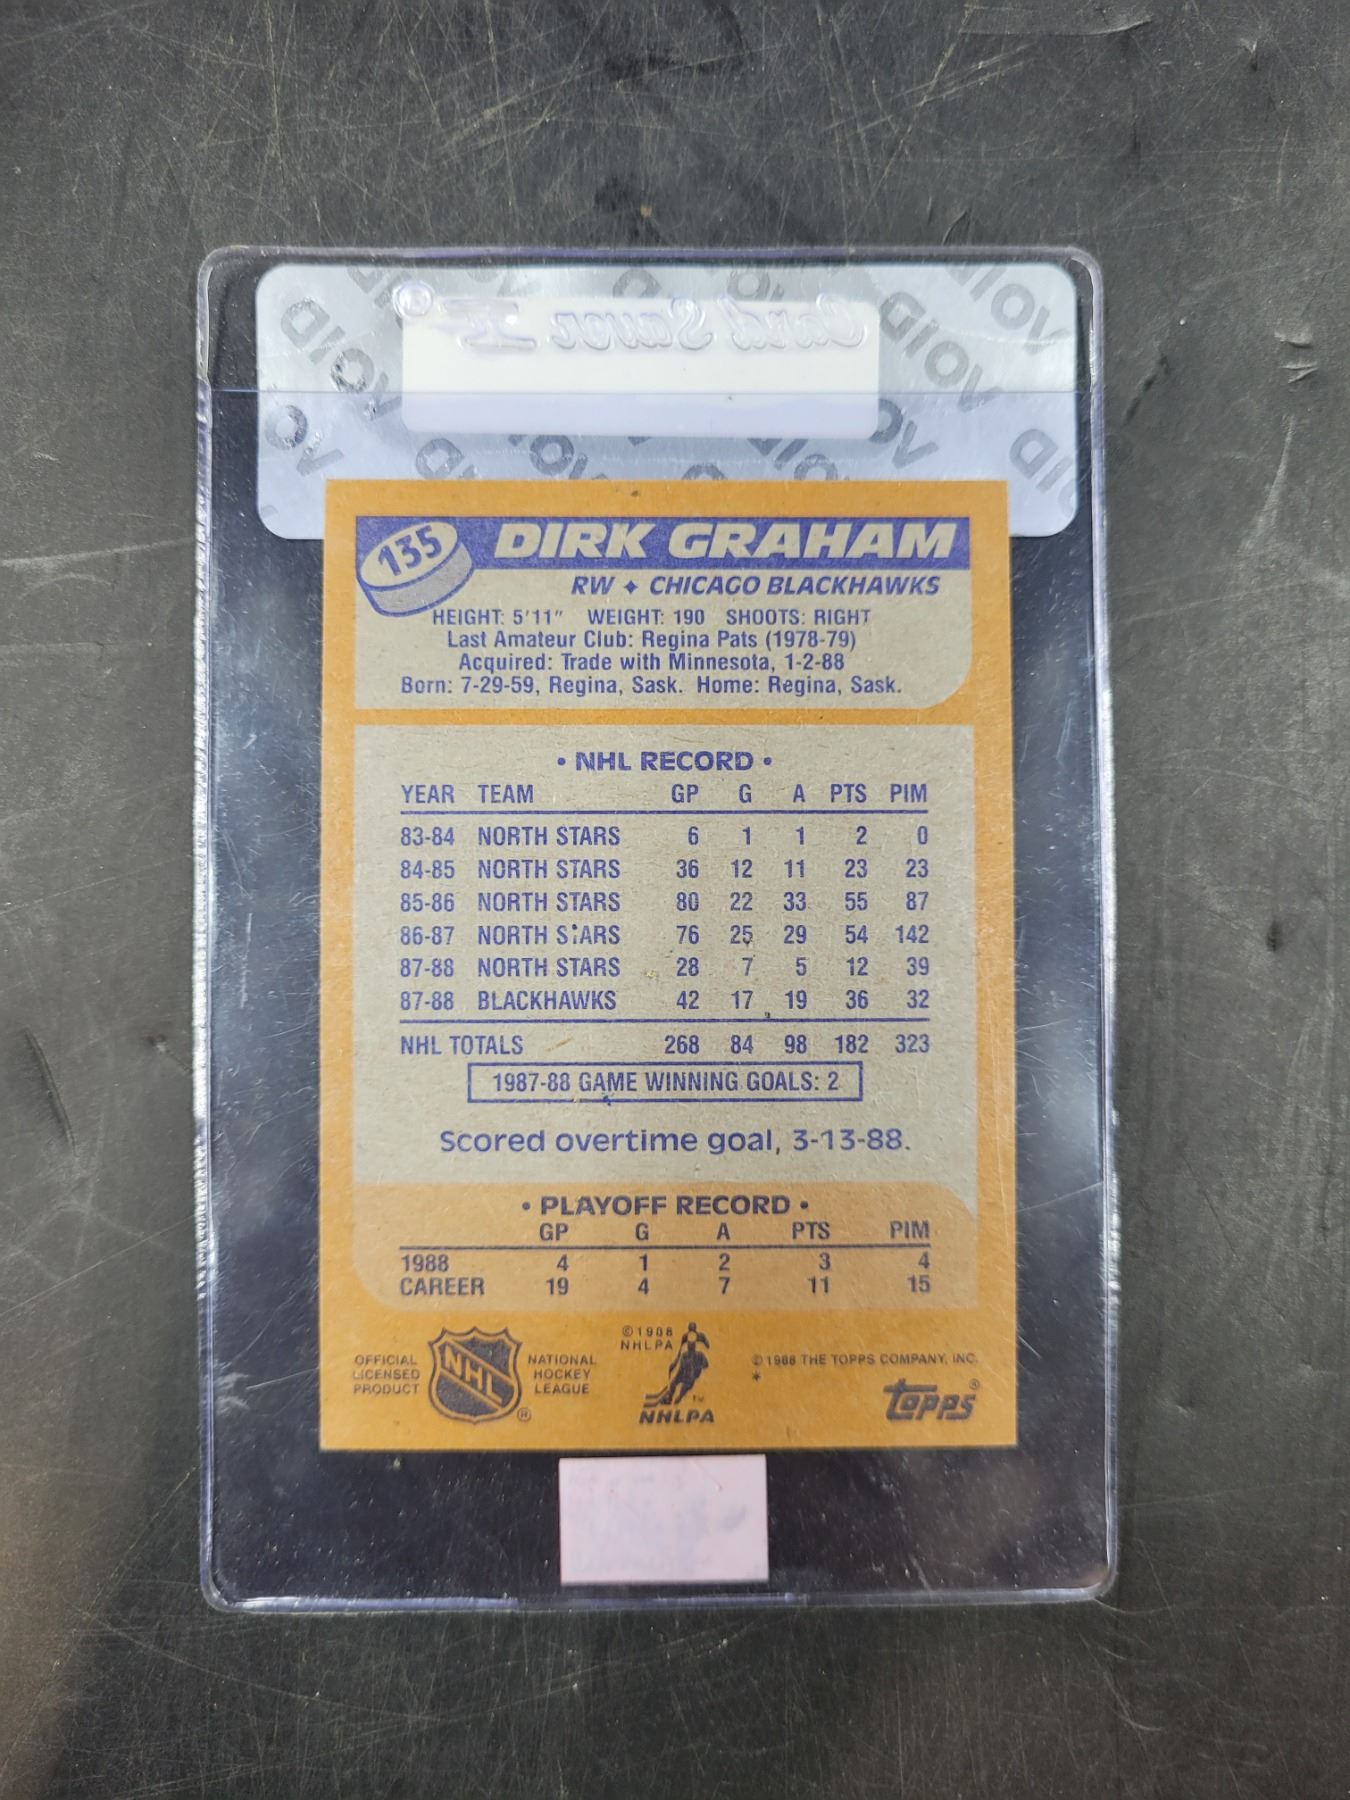 Card Saver II
VOID VOID VOID VOID
135
DIRK GRAHAM
RW ✦ CHICAGO BLACKHAWKS
HEIGHT: 5'11" WEIGHT: 190 SHOOTS: RIGHT
Last Amateur Club: Regina Pats (1978-79)
Acquired: Trade with Minnesota, 1-2-88
Born: 7-29-59, Regina, Sask. Home: Regina, Sask.
• NHL RECORD •
YEAR TEAM GP G A PTS PIM
83-84 NORTH STARS 6 1 1 2 0
84-85 NORTH STARS 36 12 11 23 23
85-86 NORTH STARS 80 22 33 55 87
86-87 NORTH STARS 76 25 29 54 142
87-88 NORTH STARS 28 7 5 12 39
87-88 BLACKHAWKS 42 17 19 36 32
NHL TOTALS 268 84 98 182 323
1987-88 GAME WINNING GOALS: 2
Scored overtime goal, 3-13-88.
• PLAYOFF RECORD •
GP G A PTS PIM
1988 4 1 2 3 4
CAREER 19 4 7 11 15
OFFICIAL
LICENSED
PRODUCT
NHL
®
NATIONAL
HOCKEY
LEAGUE
©1988
NHLPA
TM
NHLPA
©1988 THE TOPPS COMPANY, INC.
*
topps®